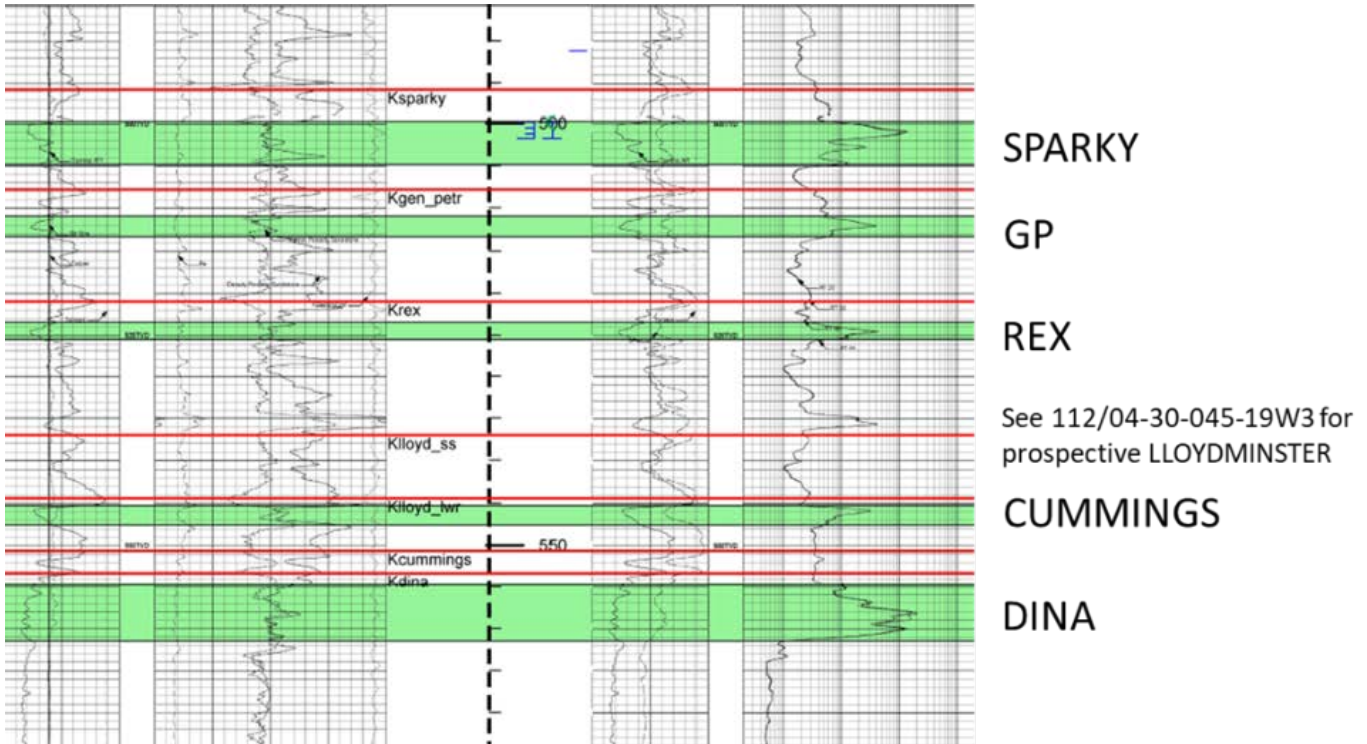 Ksparky
500
SPARKY
Kgen_petr
GP
Krex
REX
See 112/04-30-045-19W3 for
prospective LLOYDMINSTER
Klloyd_ss
Klloyd_lwr
CUMMINGS
550
Kcummings
Kdina
DINA